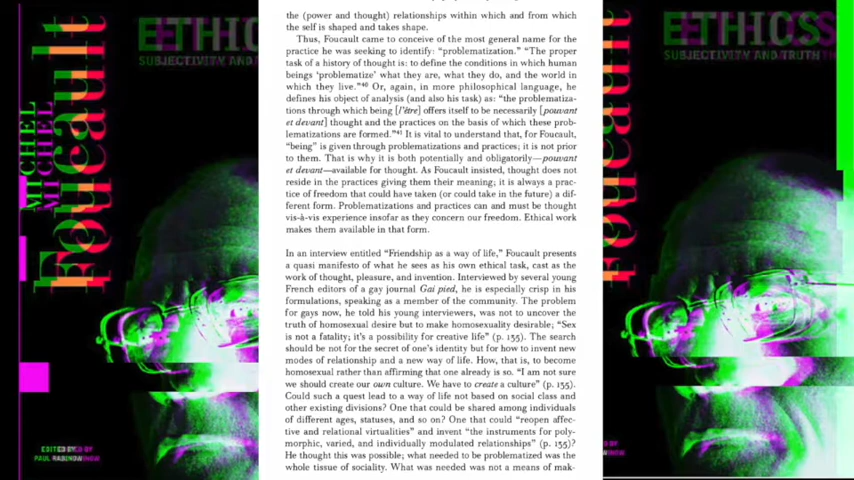 MICHEL
MICHEL
Foucault
ETHICS
SUBJECTIVITY AND
EDITED BY
PAUL RABINOW
the (power and thought) relationships within which and from which
the self is shaped and takes shape.
Thus, Foucault came to conceive of the most general name for the
practice he was seeking to identify: “problematization.” “The proper
task of a history of thought is: to define the conditions in which human
beings ‘problematize’ what they are, what they do, and the world in
which they live.”40 Or, again, in more philosophical language, he
defines his object of analysis (and also his task) as: “the problematiza-
tions through which being [l’être] offers itself to be necessarily [pouvant
et devant] thought and the practices on the basis of which these prob-
lematizations are formed.”41 It is vital to understand that, for Foucault,
“being” is given through problematizations and practices; it is not prior
to them. That is why it is both potentially and obligatorily—pouvant
et devant—available for thought. As Foucault insisted, thought does not
reside in the practices giving them their meaning; it is always a prac-
tice of freedom that could have taken (or could take in the future) a dif-
ferent form. Problematizations and practices can and must be thought
vis-à-vis experience insofar as they concern our freedom. Ethical work
makes them available in that form.
In an interview entitled “Friendship as a way of life,” Foucault presents
a quasi manifesto of what he sees as his own ethical task, cast as the
work of thought, pleasure, and invention. Interviewed by several young
French editors of a gay journal Gai pied, he is especially crisp in his
formulations, speaking as a member of the community. The problem
for gays now, he told his young interviewers, was not to uncover the
truth of homosexual desire but to make homosexuality desirable; “Sex
is not a fatality; it’s a possibility for creative life” (p. 135). The search
should be not for the secret of one’s identity but for how to invent new
modes of relationship and a new way of life. How, that is, to become
homosexual rather than affirming that one already is so. “I am not sure
we should create our own culture. We have to create a culture” (p. 135).
Could such a quest lead to a way of life not based on social class and
other existing divisions? One that could be shared among individuals
of different ages, statuses, and so on? One that could “reopen affec-
tive and relational virtualities” and invent “the instruments for poly-
morphic, varied, and individually modulated relationships” (p. 135)?
He thought this was possible; what needed to be problematized was the
whole tissue of sociality. What was needed was not a means of mak-
Foucault
ETHICS
SUBJECTIVITY AND TRUTH